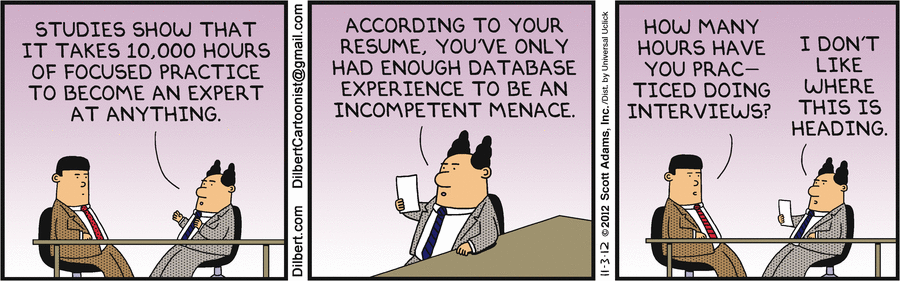 STUDIES SHOW THAT
IT TAKES 10,000 HOURS
OF FOCUSED PRACTICE
TO BECOME AN EXPERT
AT ANYTHING.
Dilbert.com DilbertCartoonist@gmail.com
ACCORDING TO YOUR
RESUME, YOU'VE ONLY
HAD ENOUGH DATABASE
EXPERIENCE TO BE AN
INCOMPETENT MENACE.
11-3-12 ©2012 Scott Adams, Inc. /Dist. by Universal Uclick
HOW MANY
HOURS HAVE
YOU PRAC-
TICED DOING
INTERVIEWS?
I DON'T
LIKE
WHERE
THIS IS
HEADING.